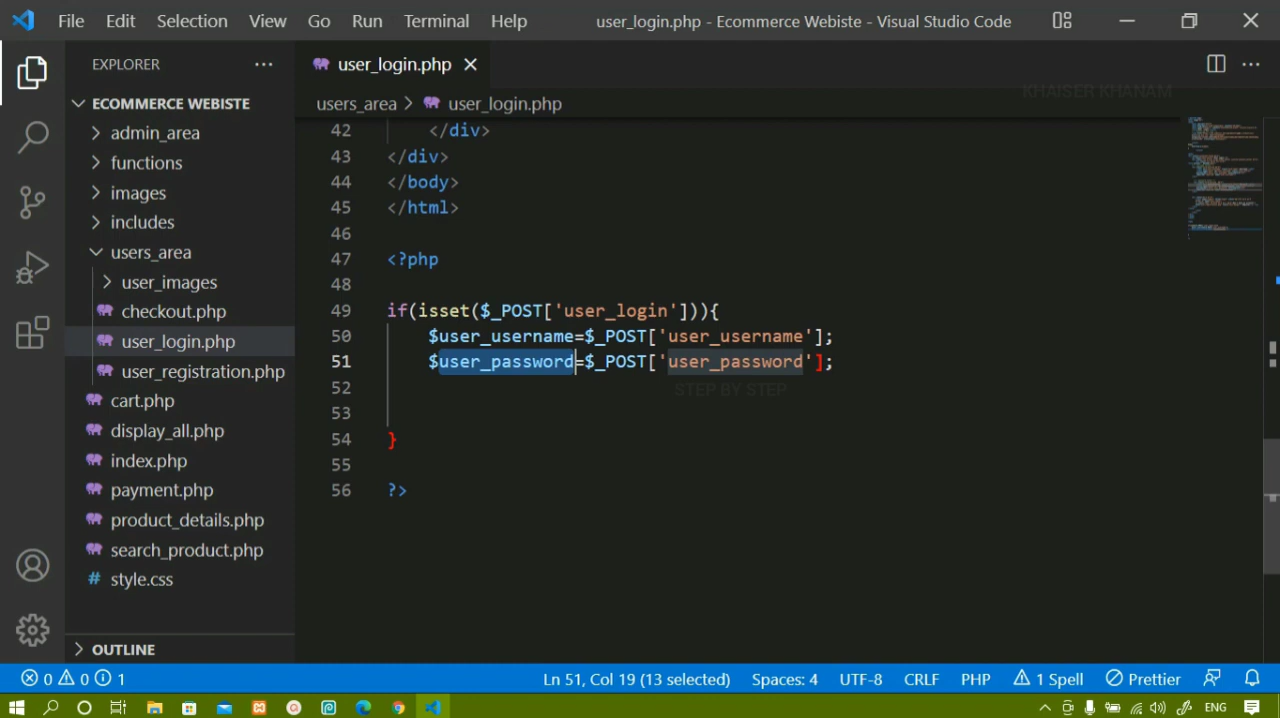 File Edit Selection View Go Run Terminal Help user_login.php - Ecommerce Webiste - Visual Studio Code
EXPLORER
ECOMMERCE WEBISTE
admin_area
functions
images
includes
users_area
user_images
checkout.php
user_login.php
user_registration.php
cart.php
display_all.php
index.php
payment.php
product_details.php
search_product.php
# style.css
OUTLINE
user_login.php
KHAISER KHANAM
users_area > user_login.php
42 </div>
43 </div>
44 </body>
45 </html>
46
47 <?php
48
49 if(isset($_POST['user_login'])){
50 $user_username=$_POST['user_username'];
51 $user_password=$_POST['user_password'];
STEP BY STEP
52
53
54 }
55
56 ?>
0 0 1 Ln 51, Col 19 (13 selected) Spaces: 4 UTF-8 CRLF PHP 1 Spell Prettier
ENG